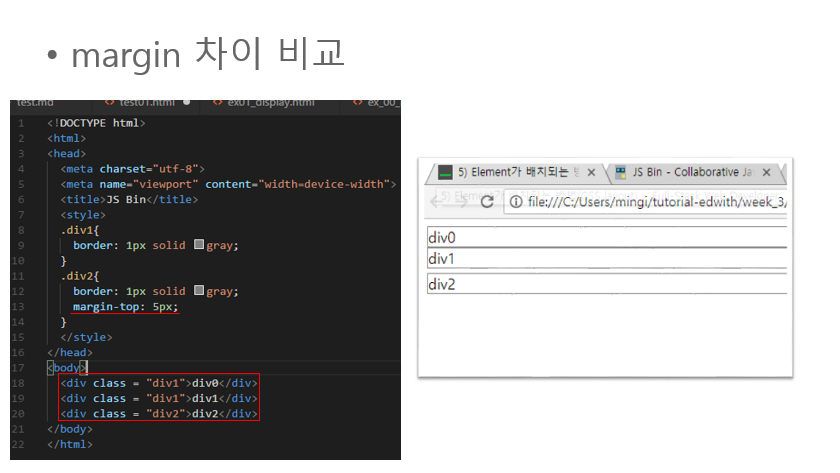 • margin 차이 비교
test.md test01.html ● ex01_display.html ex_00_
1 <!DOCTYPE html>
2 <html>
3 <head>
4 <meta charset="utf-8">
5 <meta name="viewport" content="width=device-width">
6 <title>JS Bin</title>
7 <style>
8 .div1{
9 border: 1px solid gray;
10 }
11 .div2{
12 border: 1px solid gray;
13 margin-top: 5px;
14 }
15 </style>
16 </head>
17 <body>
18 <div class = "div1">div0</div>
19 <div class = "div1">div1</div>
20 <div class = "div2">div2</div>
21 </body>
22 </html>
5) Element가 배치되는 × JS Bin - Collaborative Ja ×
file:///C:/Users/mingi/tutorial-edwith/week_3/
div0
div1
div2